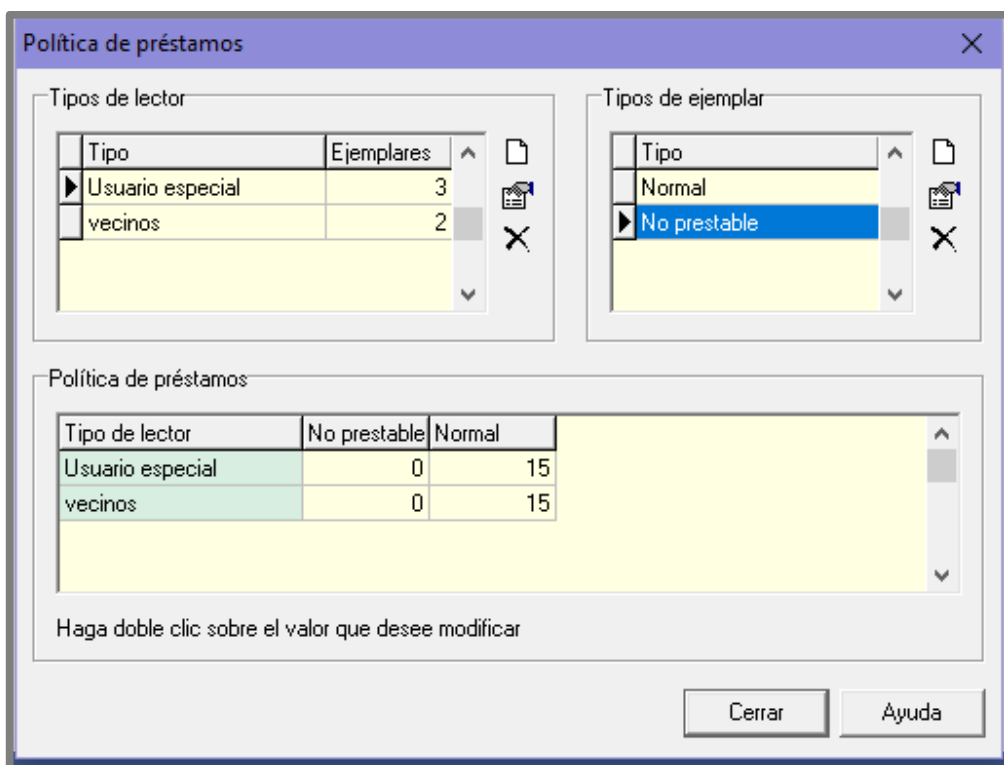 Política de préstamos
Tipos de lector
Tipo Ejemplares
Usuario especial 3
vecinos 2
Tipos de ejemplar
Tipo
Normal
No prestable
Política de préstamos
Tipo de lector No prestable Normal
Usuario especial 0 15
vecinos 0 15
Haga doble clic sobre el valor que desee modificar
Cerrar Ayuda